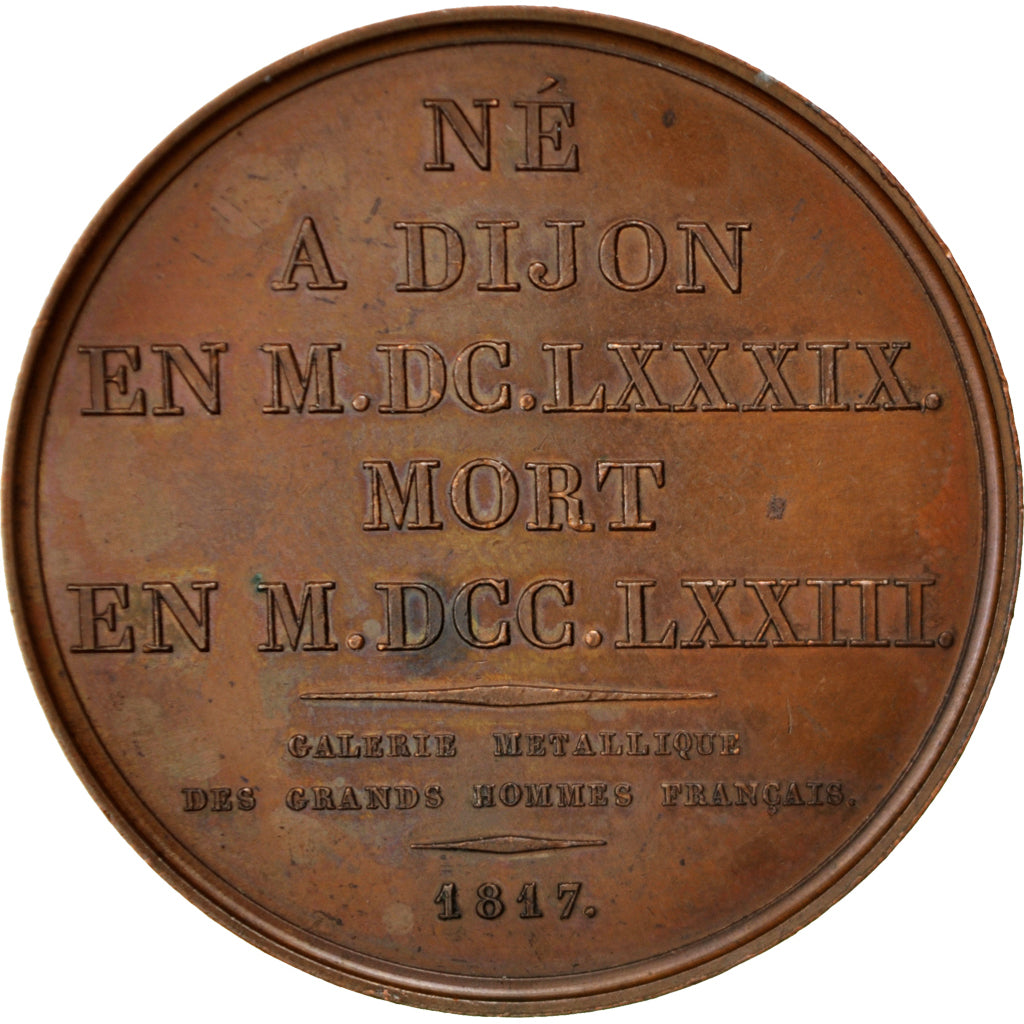 NÉ
A DIJON
EN M.DC.LXXXIX.
MORT
EN M.DCC.LXXIII.
GALERIE METALLIQUE
DES GRANDS HOMMES FRANÇAIS.
1817.